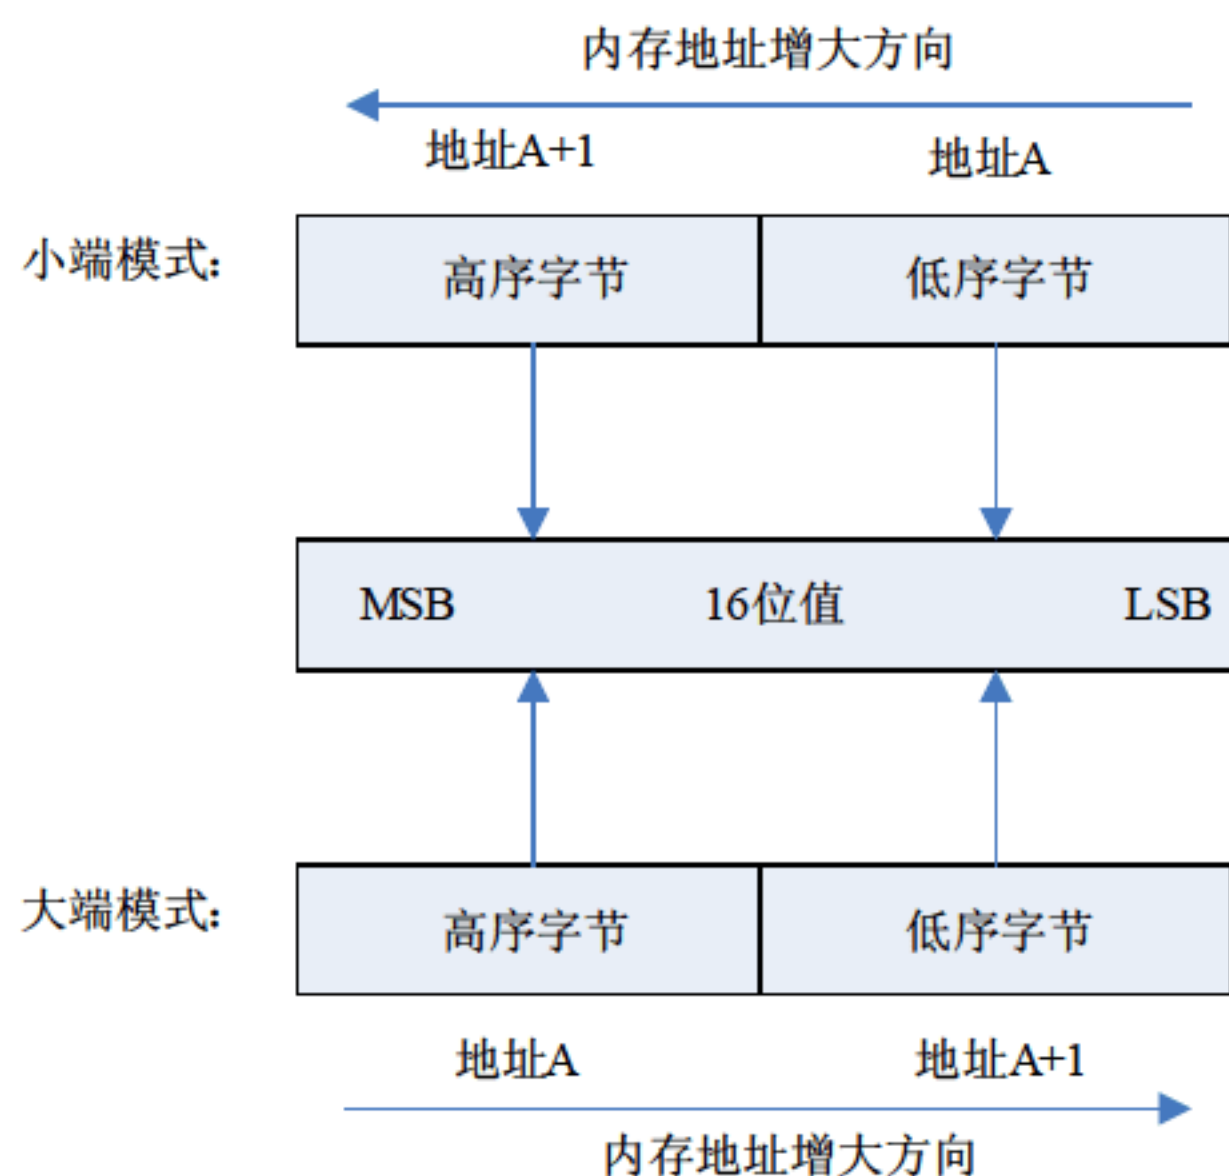 内存地址增大方向
地址A+1 地址A
小端模式: 高序字节 低序字节
MSB 16位值 LSB
大端模式: 高序字节 低序字节
地址A 地址A+1
内存地址增大方向